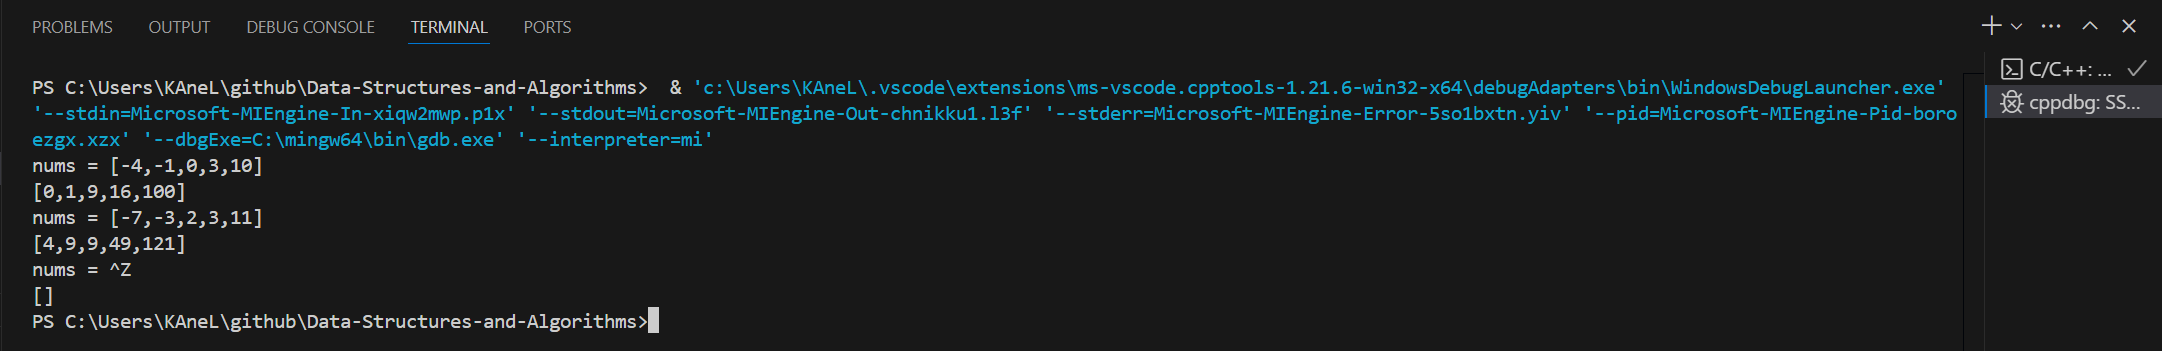 PROBLEMS OUTPUT DEBUG CONSOLE TERMINAL PORTS
PS C:\Users\KAneL\github\Data-Structures-and-Algorithms>  & 'c:\Users\KAneL\.vscode\extensions\ms-vscode.cpptools-1.21.6-win32-x64\debugAdapters\bin\WindowsDebugLauncher.exe'
'--stdin=Microsoft-MIEngine-In-xiqw2mwp.p1x' '--stdout=Microsoft-MIEngine-Out-chnikku1.l3f' '--stderr=Microsoft-MIEngine-Error-5so1bxtn.yiv' '--pid=Microsoft-MIEngine-Pid-boro
ezgx.xzx' '--dbgExe=C:\mingw64\bin\gdb.exe' '--interpreter=mi'
nums = [-4,-1,0,3,10]
[0,1,9,16,100]
nums = [-7,-3,2,3,11]
[4,9,9,49,121]
nums = ^Z
[]
PS C:\Users\KAneL\github\Data-Structures-and-Algorithms>
C/C++: ...
cppdbg: SS...